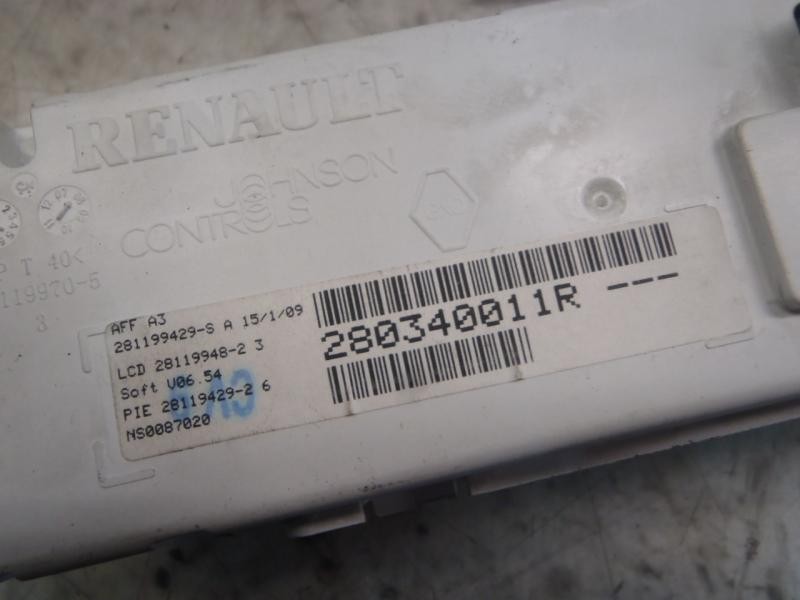 RENAULT
JOHNSON
CONTROLS
P T 40<
119970-5
3
AFF A3
281199429-S A 15/1/09
LCD 28119948-2 3
Soft V06.54
PIE 28119429-2 6
NS0087020
280340011R ---